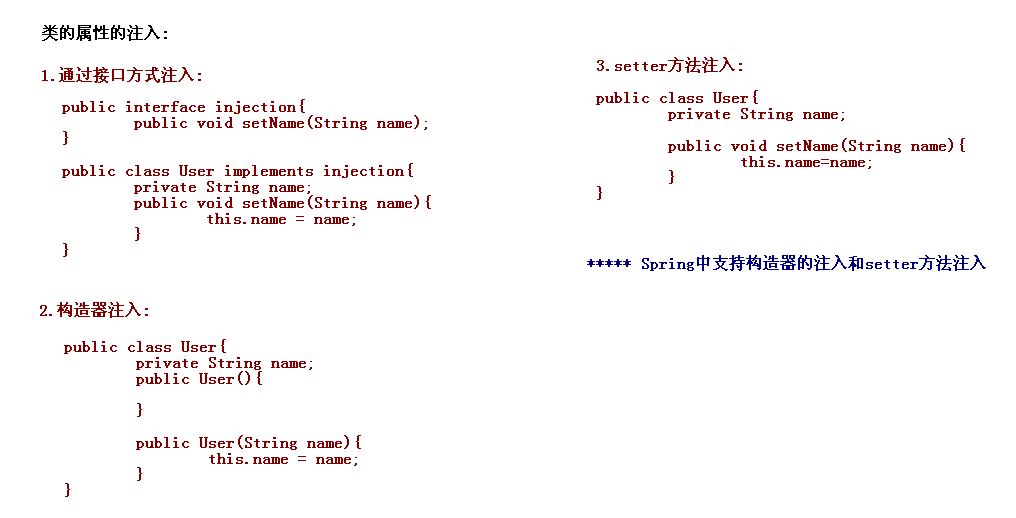 类的属性的注入:
1.通过接口方式注入:
public interface injection{
public void setName(String name);
}
public class User implements injection{
private String name;
public void setName(String name){
this.name = name;
}
}
2.构造器注入:
public class User{
private String name;
public User(){
}
public User(String name){
this.name = name;
}
}
3.setter方法注入:
public class User{
private String name;
public void setName(String name){
this.name=name;
}
}
***** Spring中支持构造器的注入和setter方法注入